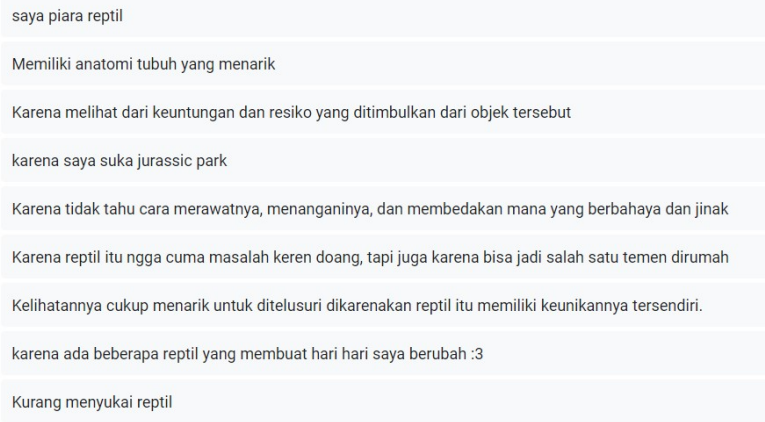 saya piara reptil
Memiliki anatomi tubuh yang menarik
Karena melihat dari keuntungan dan resiko yang ditimbulkan dari objek tersebut
karena saya suka jurassic park
Karena tidak tahu cara merawatnya, menanganinya, dan membedakan mana yang berbahaya dan jinak
Karena reptil itu ngga cuma masalah keren doang, tapi juga karena bisa jadi salah satu temen dirumah
Kelihatannya cukup menarik untuk ditelusuri dikarenakan reptil itu memiliki keunikannya tersendiri.
karena ada beberapa reptil yang membuat hari hari saya berubah :3
Kurang menyukai reptil